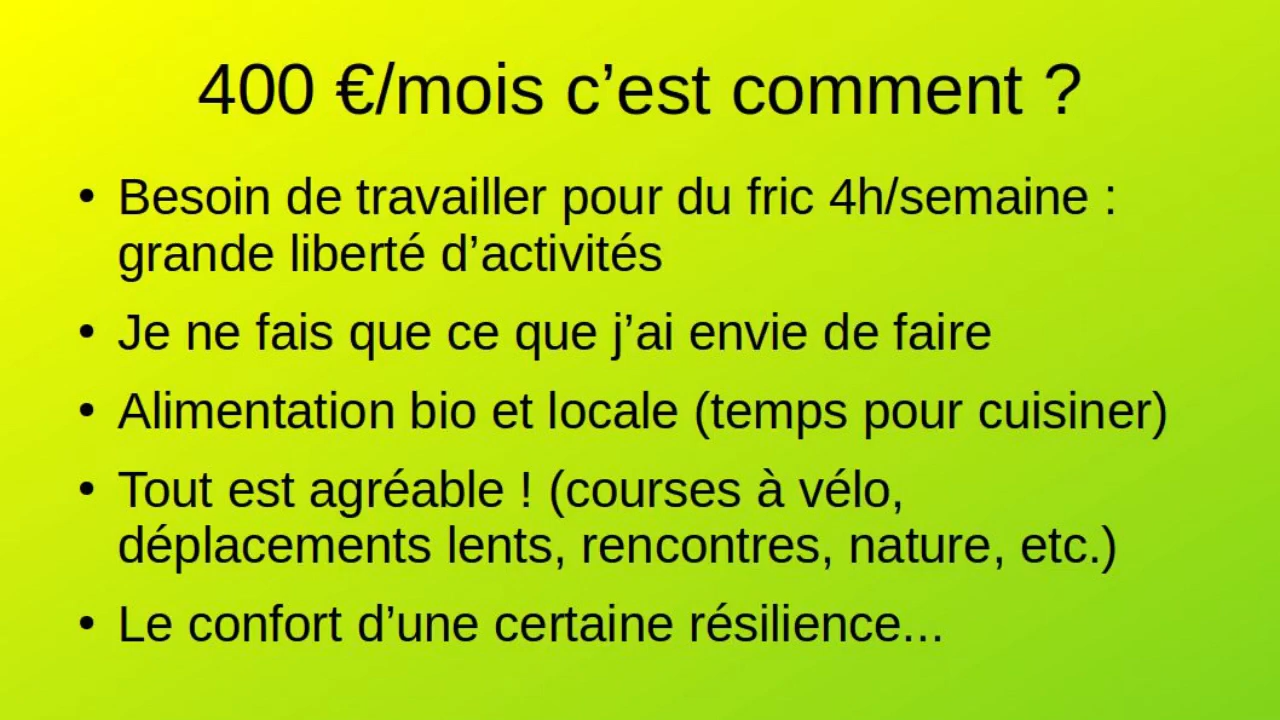 400 €/mois c’est comment ?
• Besoin de travailler pour du fric 4h/semaine :
grande liberté d’activités
• Je ne fais que ce que j’ai envie de faire
• Alimentation bio et locale (temps pour cuisiner)
• Tout est agréable ! (courses à vélo,
déplacements lents, rencontres, nature, etc.)
• Le confort d’une certaine résilience...